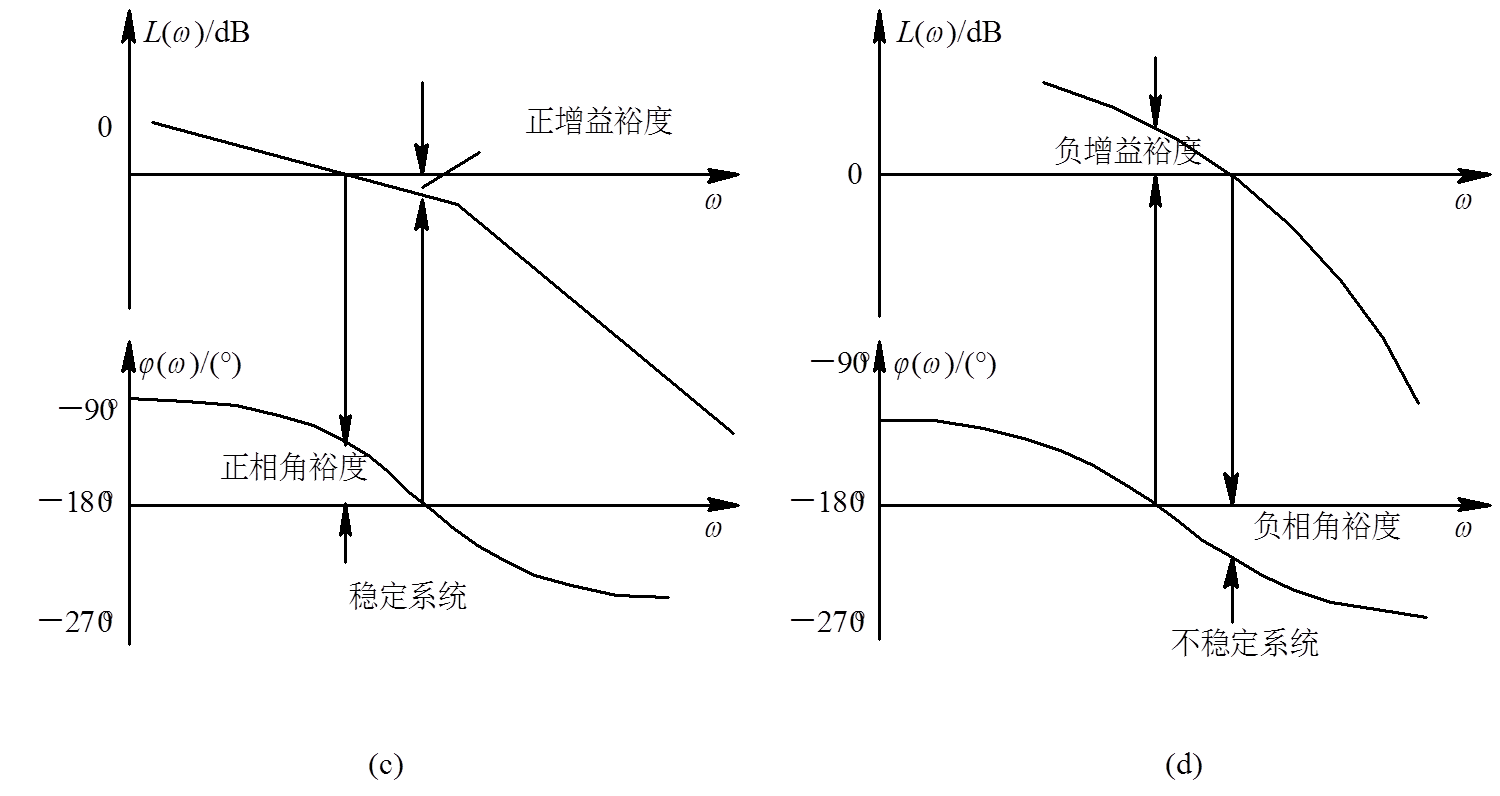 L(ω)/dB
0
正增益裕度
ω
φ(ω)/(°)
－90°
正相角裕度
－180°
ω
稳定系统
－270°
(c)
L(ω)/dB
负增益裕度
0
ω
－90°
φ(ω)/(°)
－180°
负相角裕度
ω
－270°
不稳定系统
(d)